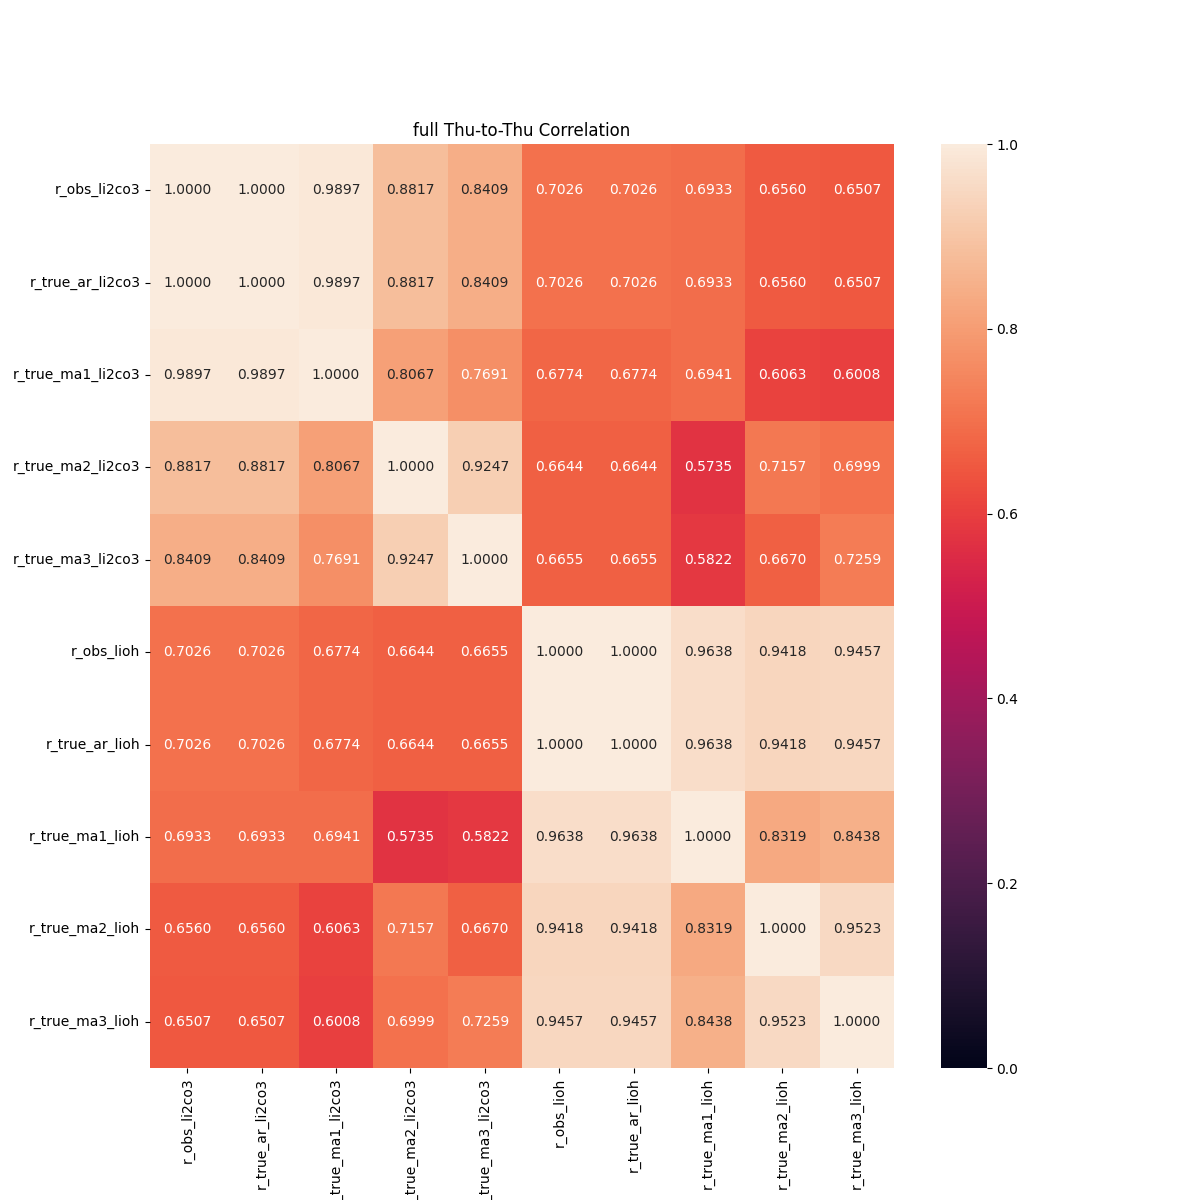 full Thu-to-Thu Correlation
r_obs_li2co3 1.0000 1.0000 0.9897 0.8817 0.8409 0.7026 0.7026 0.6933 0.6560 0.6507
r_true_ar_li2co3 1.0000 1.0000 0.9897 0.8817 0.8409 0.7026 0.7026 0.6933 0.6560 0.6507
r_true_ma1_li2co3 0.9897 0.9897 1.0000 0.8067 0.7691 0.6774 0.6774 0.6941 0.6063 0.6008
r_true_ma2_li2co3 0.8817 0.8817 0.8067 1.0000 0.9247 0.6644 0.6644 0.5735 0.7157 0.6999
r_true_ma3_li2co3 0.8409 0.8409 0.7691 0.9247 1.0000 0.6655 0.6655 0.5822 0.6670 0.7259
r_obs_lioh 0.7026 0.7026 0.6774 0.6644 0.6655 1.0000 1.0000 0.9638 0.9418 0.9457
r_true_ar_lioh 0.7026 0.7026 0.6774 0.6644 0.6655 1.0000 1.0000 0.9638 0.9418 0.9457
r_true_ma1_lioh 0.6933 0.6933 0.6941 0.5735 0.5822 0.9638 0.9638 1.0000 0.8319 0.8438
r_true_ma2_lioh 0.6560 0.6560 0.6063 0.7157 0.6670 0.9418 0.9418 0.8319 1.0000 0.9523
r_true_ma3_lioh 0.6507 0.6507 0.6008 0.6999 0.7259 0.9457 0.9457 0.8438 0.9523 1.0000
r_obs_li2co3
r_true_ar_li2co3
_true_ma1_li2co3
_true_ma2_li2co3
_true_ma3_li2co3
r_obs_lioh
r_true_ar_lioh
r_true_ma1_lioh
r_true_ma2_lioh
r_true_ma3_lioh
1.0
0.8
0.6
0.4
0.2
0.0